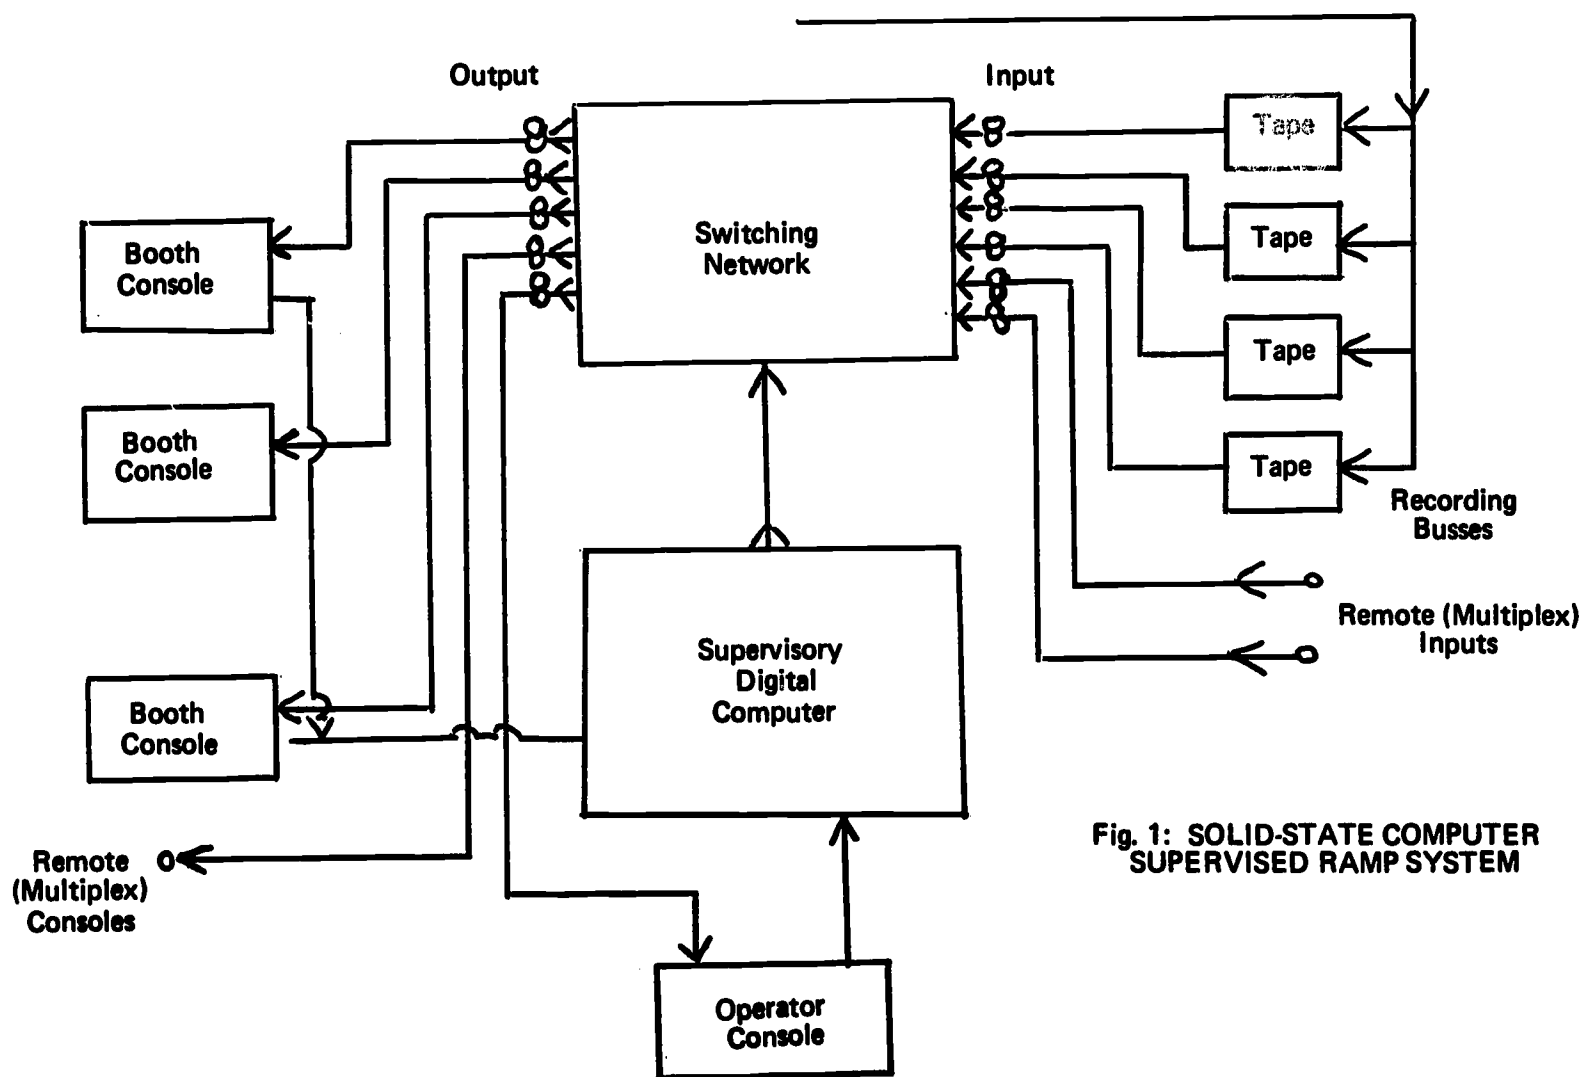 Output
Input
Tape
Switching
Network
Tape
Booth
Console
Tape
Booth
Console
Tape
Recording
Busses
Remote (Multiplex)
Inputs
Supervisory
Digital
Computer
Booth
Console
Fig. 1: SOLID-STATE COMPUTER
SUPERVISED RAMP SYSTEM
Remote
(Multiplex)
Consoles
Operator
Console